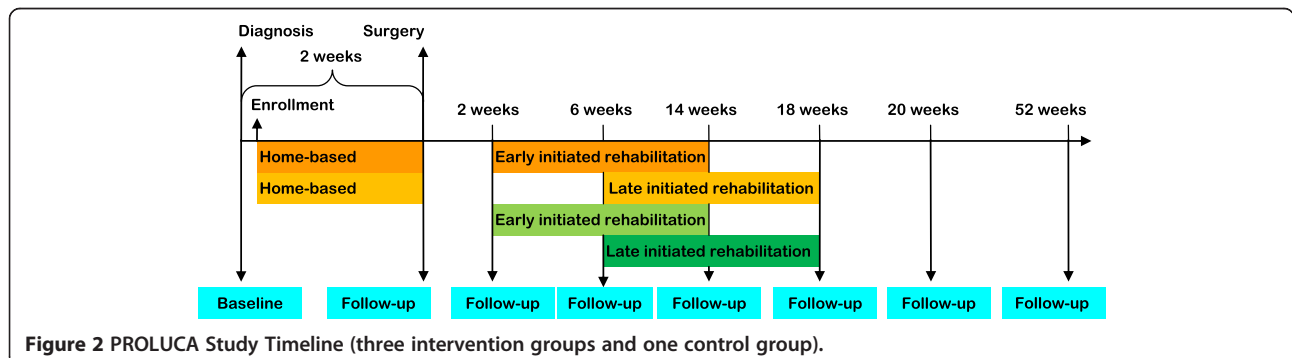 Diagnosis Surgery
2 weeks
Enrollment
2 weeks 6 weeks 14 weeks 18 weeks 20 weeks 52 weeks
Home-based Early initiated rehabilitation
Home-based Late initiated rehabilitation
Early initiated rehabilitation
Late initiated rehabilitation
Baseline Follow-up Follow-up Follow-up Follow-up Follow-up Follow-up Follow-up
Figure 2 PROLUCA Study Timeline (three intervention groups and one control group).